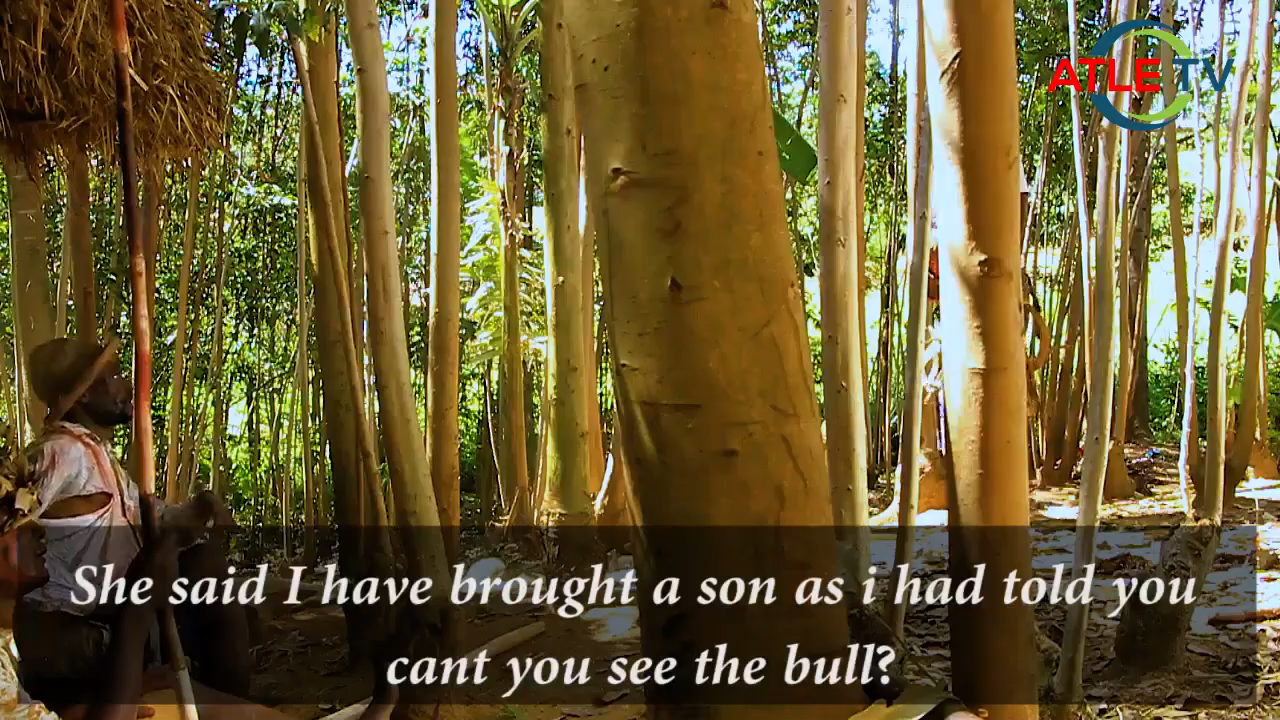 ATLE TV
She said I have brought a son as i had told you
cant you see the bull?